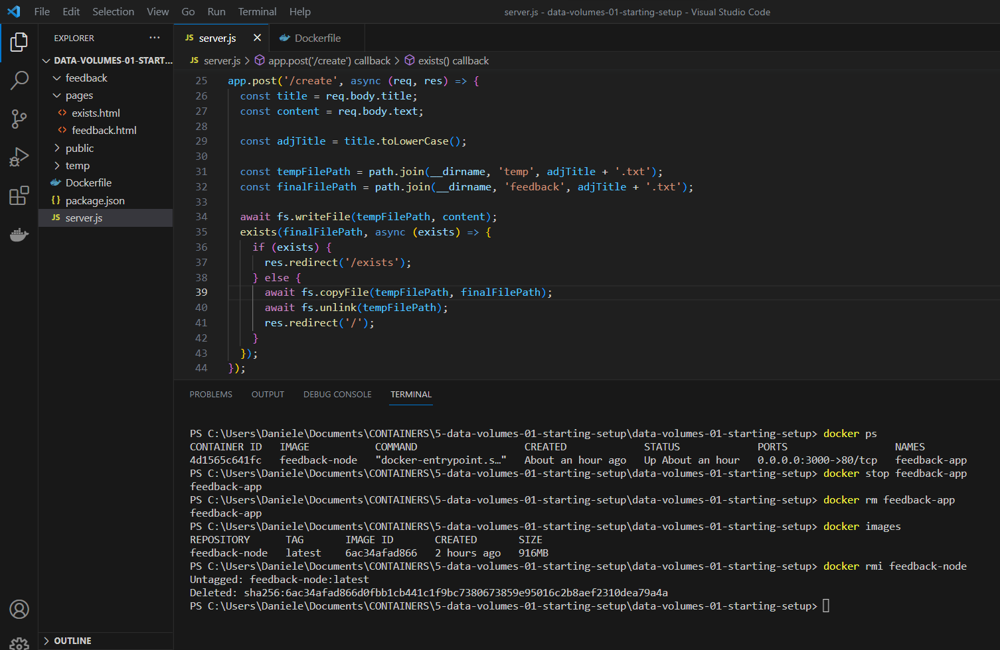 File Edit Selection View Go Run Terminal Help
server.js - data-volumes-01-starting-setup - Visual Studio Code
EXPLORER ···
DATA-VOLUMES-01-START...
feedback
pages
<> exists.html
<> feedback.html
public
temp
Dockerfile
{} package.json
JS server.js
OUTLINE
JS server.js
Dockerfile
JS server.js > app.post('/create') callback > exists() callback
25 app.post('/create', async (req, res) => {
26 const title = req.body.title;
27 const content = req.body.text;
28
29 const adjTitle = title.toLowerCase();
30
31 const tempFilePath = path.join(__dirname, 'temp', adjTitle + '.txt');
32 const finalFilePath = path.join(__dirname, 'feedback', adjTitle + '.txt');
33
34 await fs.writeFile(tempFilePath, content);
35 exists(finalFilePath, async (exists) => {
36 if (exists) {
37 res.redirect('/exists');
38 } else {
39 await fs.copyFile(tempFilePath, finalFilePath);
40 await fs.unlink(tempFilePath);
41 res.redirect('/');
42 }
43 });
44 });
PROBLEMS OUTPUT DEBUG CONSOLE TERMINAL
PS C:\Users\Daniele\Documents\CONTAINERS\5-data-volumes-01-starting-setup\data-volumes-01-starting-setup> docker ps
CONTAINER ID IMAGE COMMAND CREATED STATUS PORTS NAMES
4d1565c641fc feedback-node "docker-entrypoint.s…" About an hour ago Up About an hour 0.0.0.0:3000->80/tcp feedback-app
PS C:\Users\Daniele\Documents\CONTAINERS\5-data-volumes-01-starting-setup\data-volumes-01-starting-setup> docker stop feedback-app
feedback-app
PS C:\Users\Daniele\Documents\CONTAINERS\5-data-volumes-01-starting-setup\data-volumes-01-starting-setup> docker rm feedback-app
feedback-app
PS C:\Users\Daniele\Documents\CONTAINERS\5-data-volumes-01-starting-setup\data-volumes-01-starting-setup> docker images
REPOSITORY TAG IMAGE ID CREATED SIZE
feedback-node latest 6ac34afad866 2 hours ago 916MB
PS C:\Users\Daniele\Documents\CONTAINERS\5-data-volumes-01-starting-setup\data-volumes-01-starting-setup> docker rmi feedback-node
Untagged: feedback-node:latest
Deleted: sha256:6ac34afad866d0fbb1cb441c1f9bc7380673859e95016c2b8aef2310dea79a4a
PS C:\Users\Daniele\Documents\CONTAINERS\5-data-volumes-01-starting-setup\data-volumes-01-starting-setup>